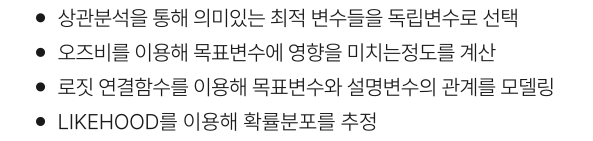 • 상관분석을 통해 의미있는 최적 변수들을 독립변수로 선택
• 오즈비를 이용해 목표변수에 영향을 미치는정도를 계산
• 로짓 연결함수를 이용해 목표변수와 설명변수의 관계를 모델링
• LIKEHOOD를 이용해 확률분포를 추정